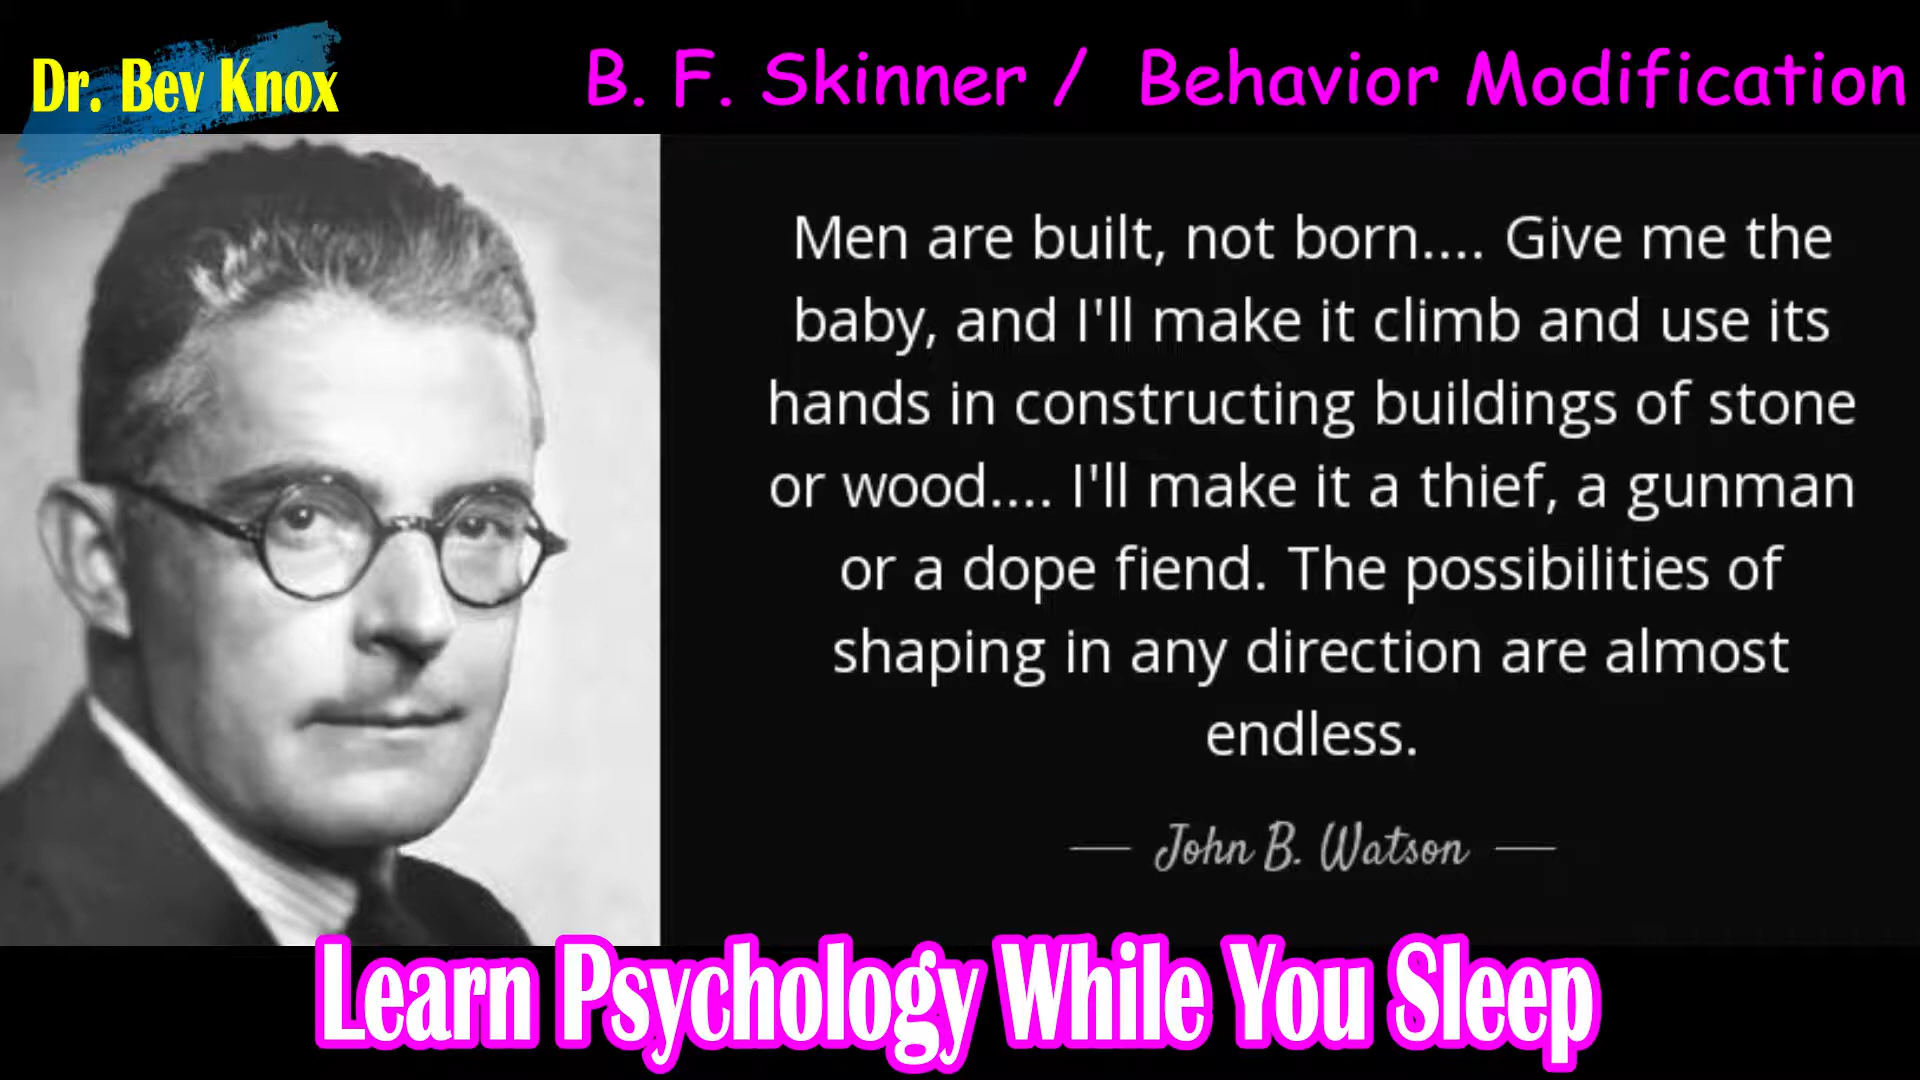 Dr. Bev Knox
B. F. Skinner / Behavior Modification
Men are built, not born.... Give me the
baby, and I'll make it climb and use its
hands in constructing buildings of stone
or wood.... I'll make it a thief, a gunman
or a dope fiend. The possibilities of
shaping in any direction are almost
endless.
John B. Watson
Learn Psychology While You Sleep